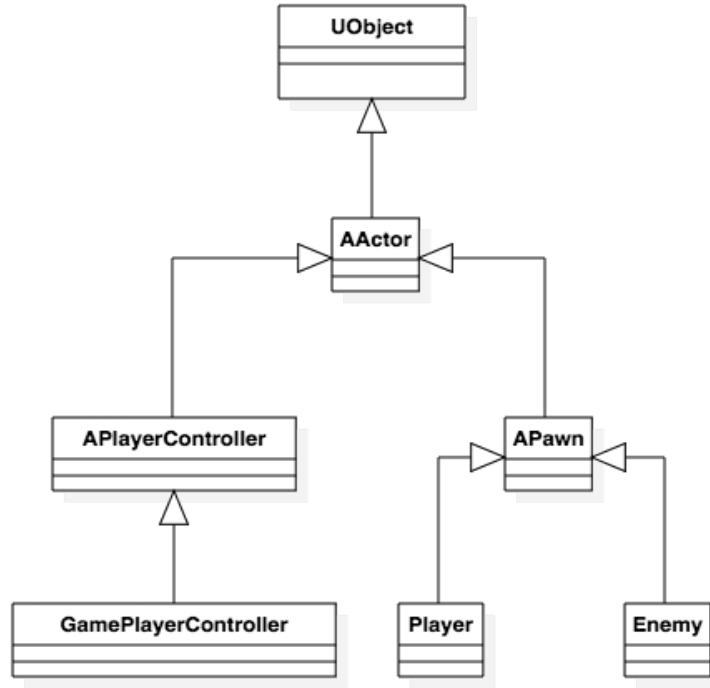 UObject
AActor
APlayerController
APawn
GamePlayerController
Player
Enemy